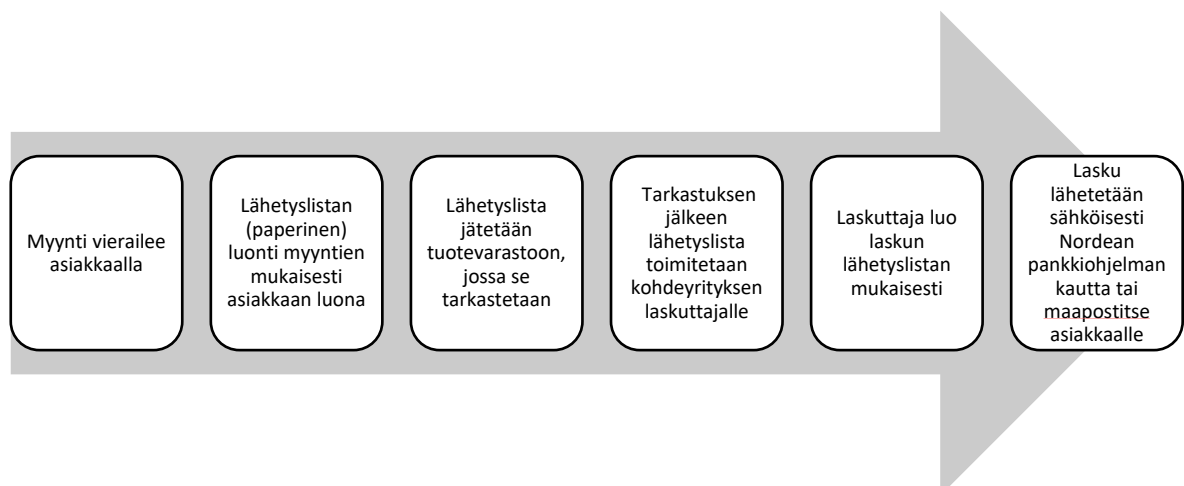 Myynti vierailee
asiakkaalla
Lähetyslistan
(paperinen)
luonti myyntien
mukaisesti
asiakkaan luona
Lähetyslista
jätetään
tuotevarastoon,
jossa se
tarkastetaan
Tarkastuksen
jälkeen
lähetyslista
toimitetaan
kohdeyrityksen
laskuttajalle
Laskuttaja luo
laskun
lähetyslistan
mukaisesti
Lasku
lähetetään
sähköisesti
Nordean
pankkiohjelman
kautta tai
maapostitse
asiakkaalle